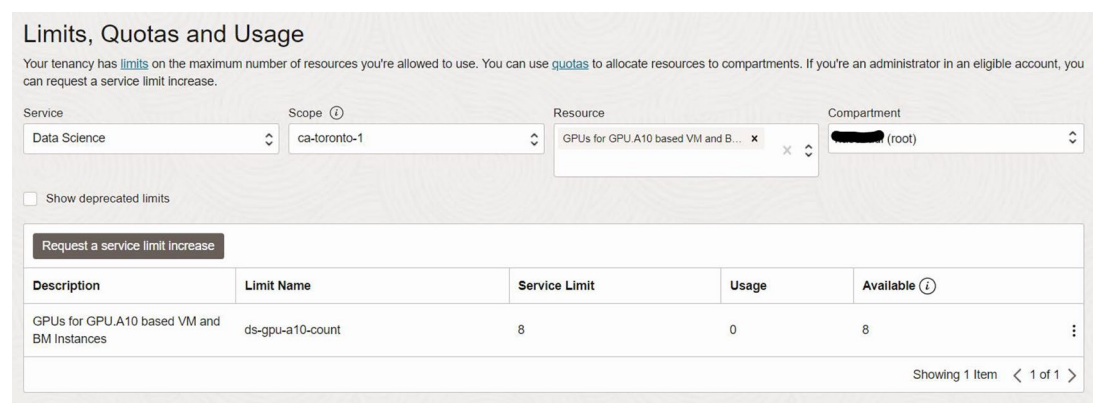 Limits, Quotas and Usage
Your tenancy has limits on the maximum number of resources you're allowed to use. You can use quotas to allocate resources to compartments. If you're an administrator in an eligible account, you
can request a service limit increase.
Service
Scope
Resource
Compartment
Data Science
ca-toronto-1
GPUs for GPU.A10 based VM and B...
(root)
Show deprecated limits
Request a service limit increase
Description
Limit Name
Service Limit
Usage
Available
GPUs for GPU.A10 based VM and
BM Instances
ds-gpu-a10-count
8
0
8
Showing 1 Item
1 of 1